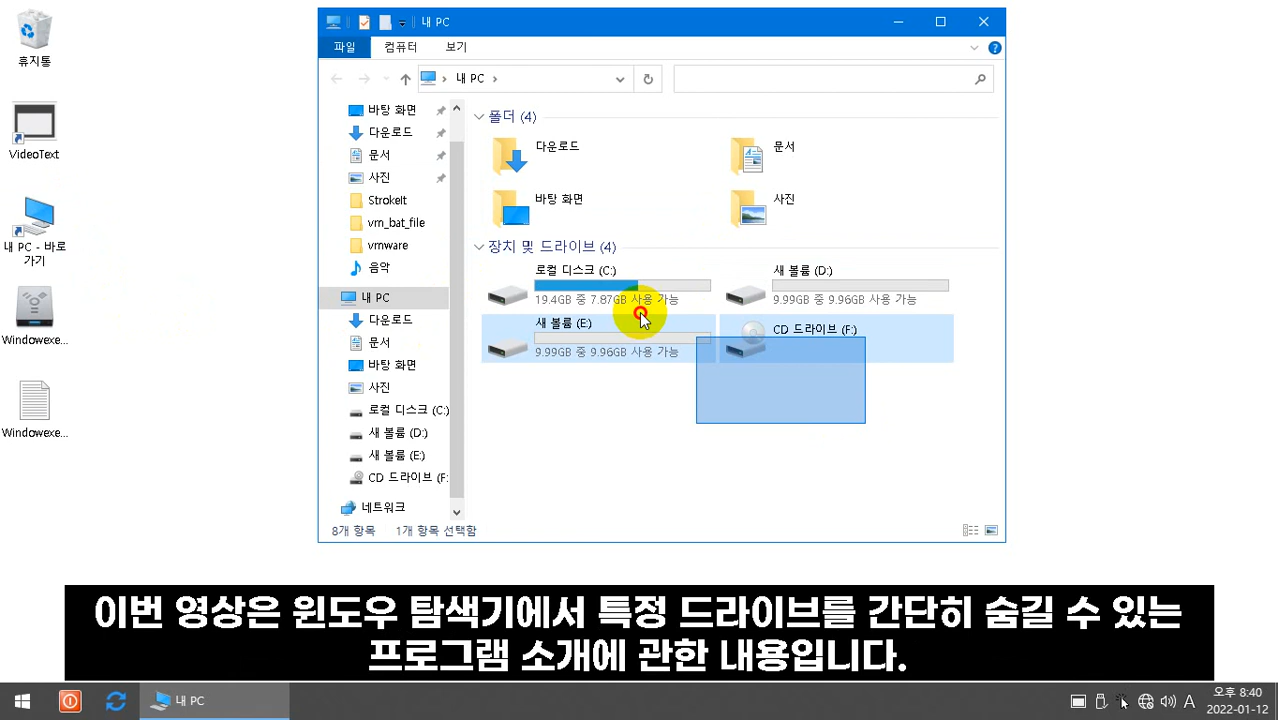 내 PC
파일
컴퓨터
보기
내 PC
폴더 (4)
다운로드
문서
바탕 화면
사진
장치 및 드라이브 (4)
로컬 디스크 (C:)
19.4GB 중 7.87GB 사용 가능
새 볼륨 (D:)
9.99GB 중 9.96GB 사용 가능
새 볼륨 (E:)
9.99GB 중 9.96GB 사용 가능
CD 드라이브 (F:)
바탕 화면
다운로드
문서
사진
StrokeIt
vm_bat_file
vmware
음악
내 PC
다운로드
문서
바탕 화면
사진
로컬 디스크 (C:)
새 볼륨 (D:)
새 볼륨 (E:)
CD 드라이브 (F:
네트워크
8개 항목
1개 항목 선택함
휴지통
VideoText
내 PC - 바로
가기
Windowexe...
Windowexe...
이번 영상은 윈도우 탐색기에서 특정 드라이브를 간단히 숨길 수 있는
프로그램 소개에 관한 내용입니다.
내 PC
A
오후 8:40
2022-01-12